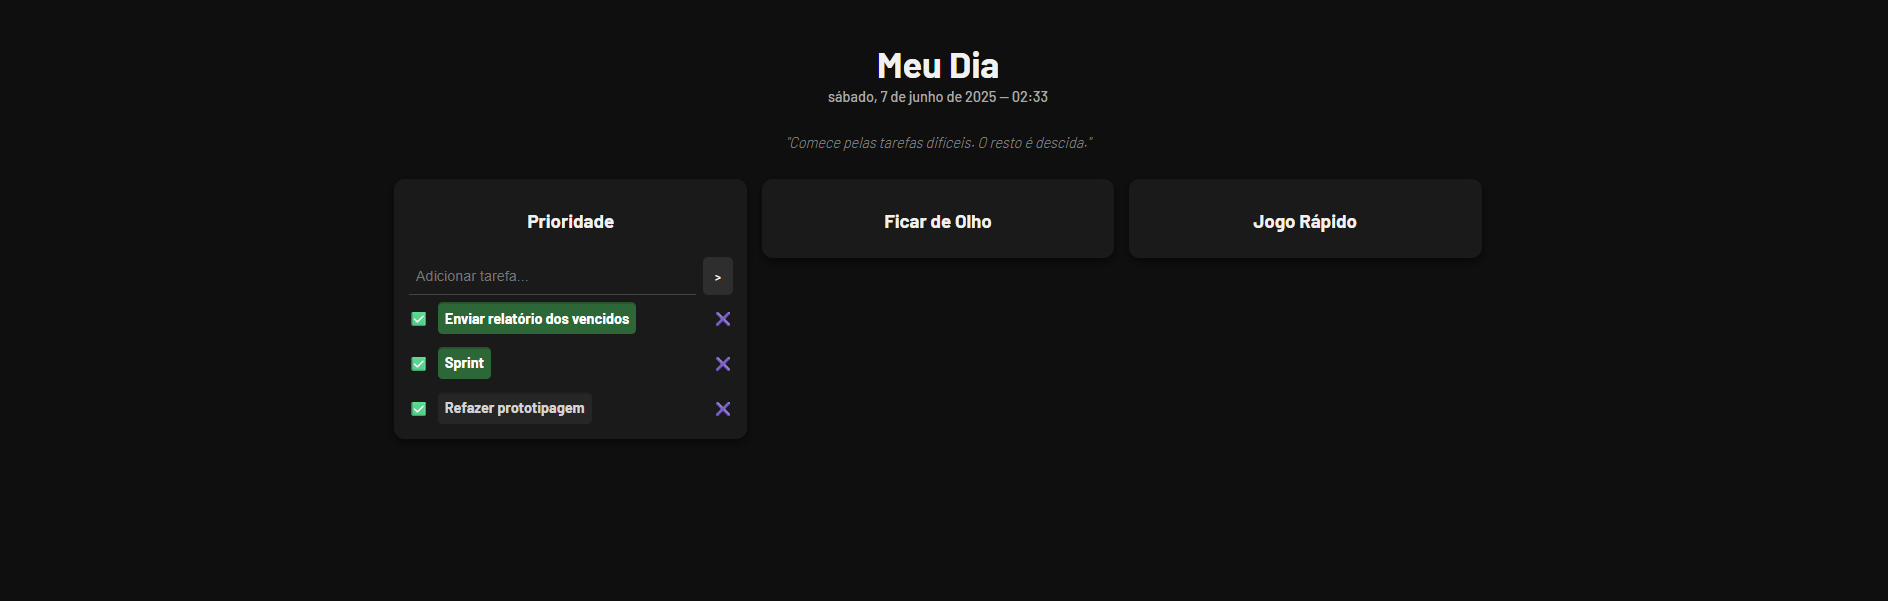 Meu Dia
sábado, 7 de junho de 2025 — 02:33
"Comece pelas tarefas difíceis. O resto é descida."
Prioridade
Adicionar tarefa...
>
Enviar relatório dos vencidos
Sprint
Refazer prototipagem
Ficar de Olho
Jogo Rápido